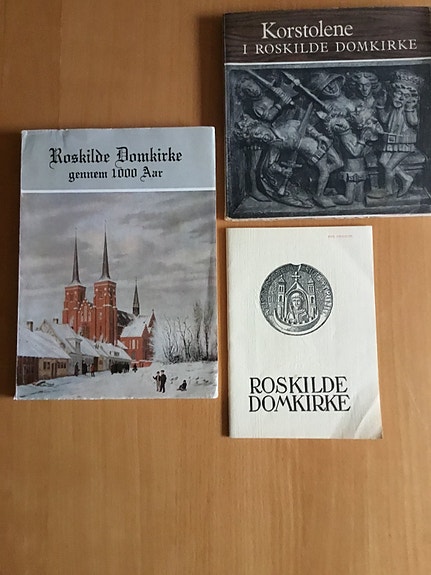 Korstolene
I ROSKILDE DOMKIRKE
Roskilde Domkirke
gennem 1000 Aar
ROSKILDE
DOMKIRKE